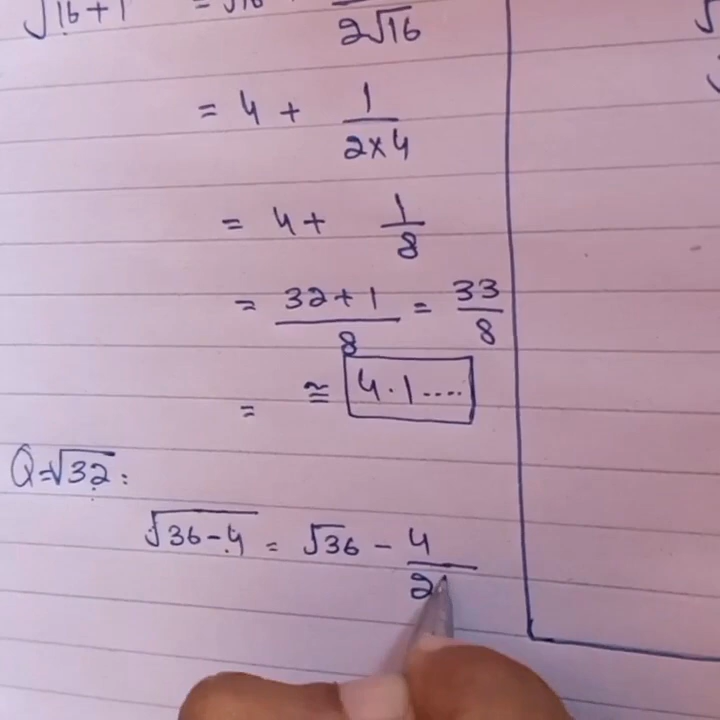 √16+1 = √16
2√16
= 4 + 1/2×4
= 4+ 1/8
= 32+1/8 = 33/8
= ≅ 4.1....
Q=√32:
√36-4 = √36 - 4/2